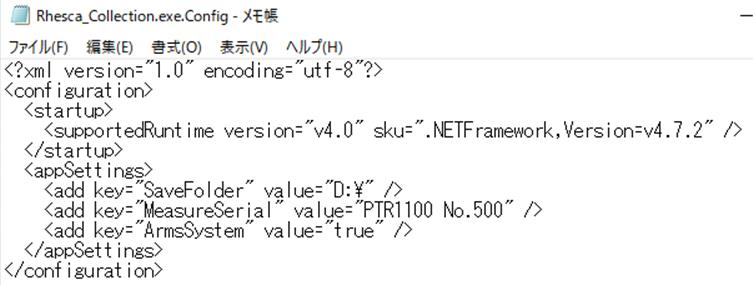 Rhesca_Collection.exe.Config - メモ帳
ファイル(F) 編集(E) 書式(O) 表示(V) ヘルプ(H)
<?xml version="1.0" encoding="utf-8"?>
<configuration>
  <startup>
    <supportedRuntime version="v4.0" sku=".NETFramework,Version=v4.7.2" />
  </startup>
  <appSettings>
    <add key="SaveFolder" value="D:¥" />
    <add key="MeasureSerial" value="PTR1100 No.500" />
    <add key="ArmsSystem" value="true" />
  </appSettings>
</configuration>